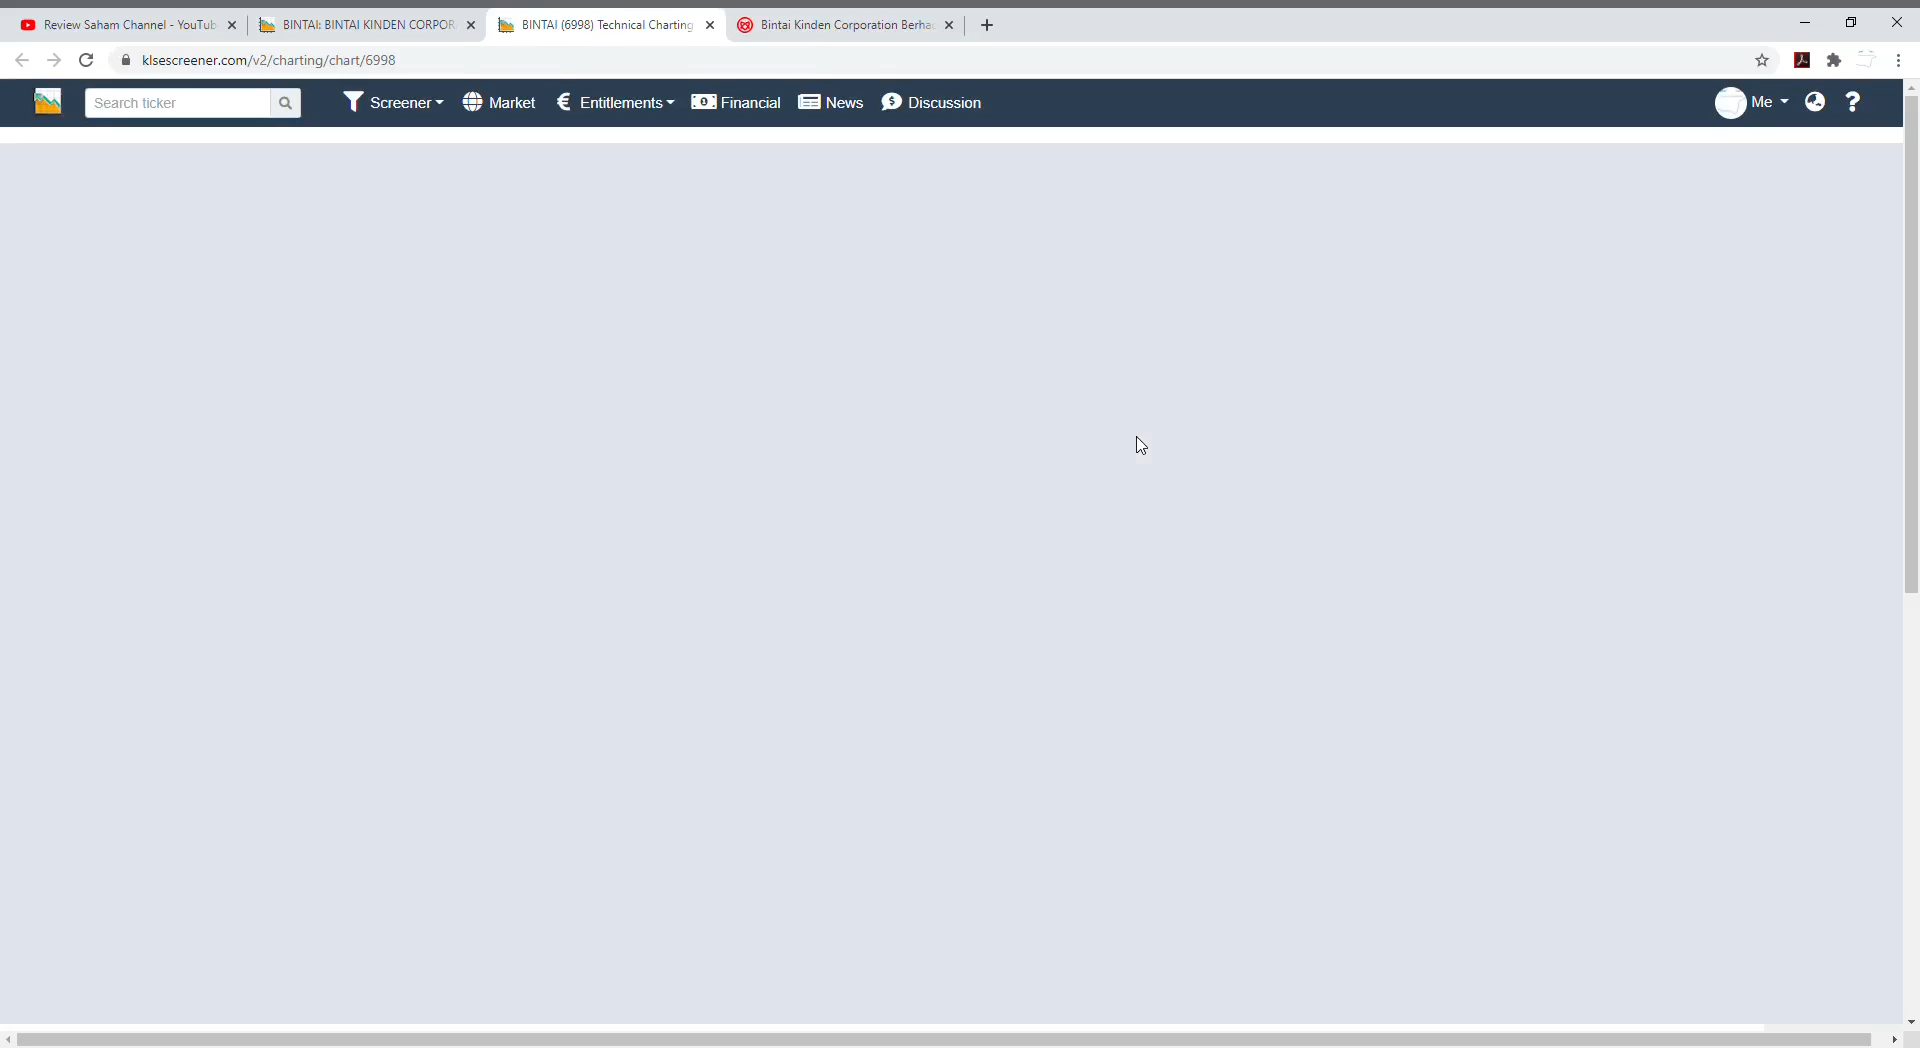 Review Saham Channel - YouTub
BINTAI: BINTAI KINDEN CORPOR
BINTAI (6998) Technical Charting
Bintai Kinden Corporation Berha
klsescreener.com/v2/charting/chart/6998
Search ticker
Screener
Market
Entitlements
Financial
News
Discussion
Me